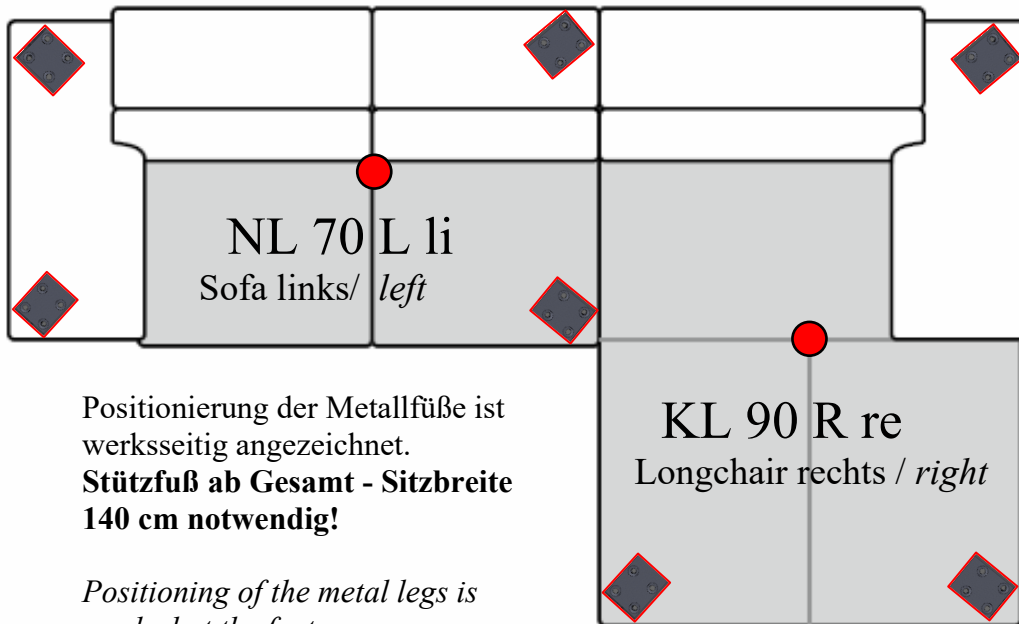 NL 70 L li
Sofa links/ left
KL 90 R re
Longchair rechts / right
Positionierung der Metallfüße ist
werksseitig angezeichnet.
Stützfuß ab Gesamt - Sitzbreite
140 cm notwendig!
Positioning of the metal legs is